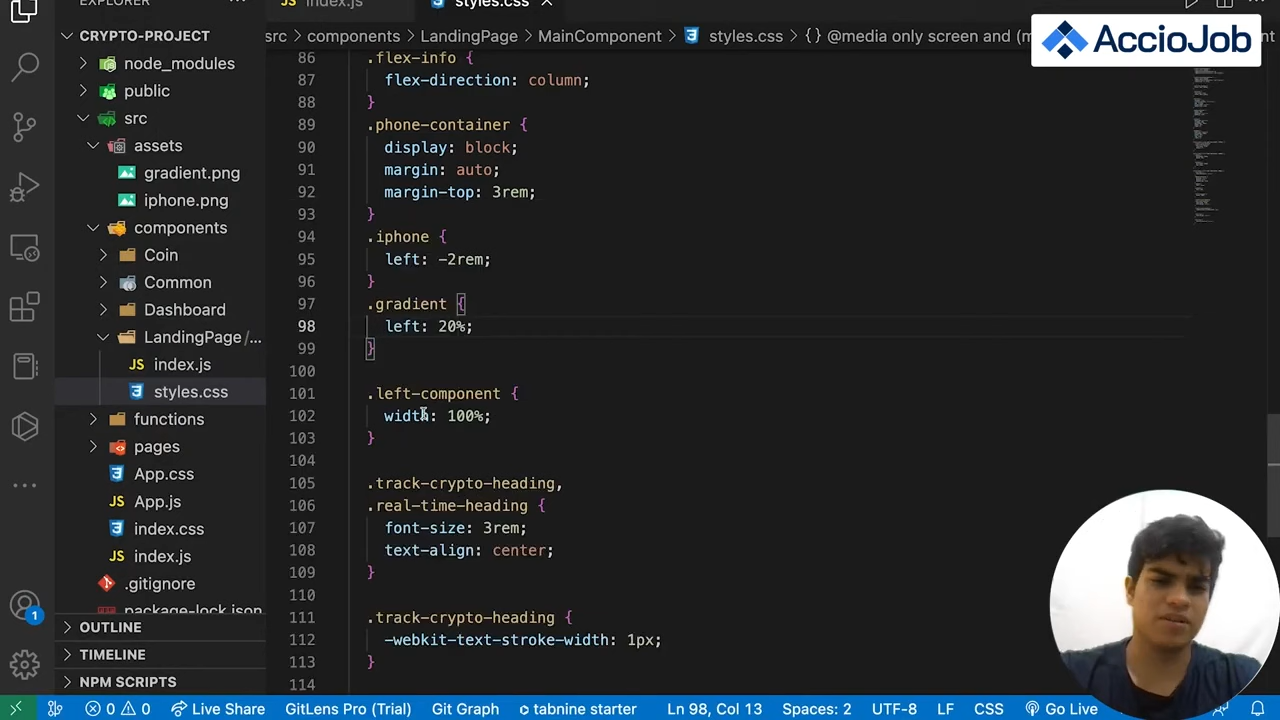 EXPLORER
index.js
styles.css
AccioJob
CRYPTO-PROJECT
src > components > LandingPage > MainComponent > styles.css > {} @media only screen and (m
node_modules
public
src
assets
gradient.png
iphone.png
components
Coin
Common
Dashboard
LandingPage/...
index.js
styles.css
functions
pages
App.css
App.js
index.css
index.js
.gitignore
package-lock.json
OUTLINE
TIMELINE
NPM SCRIPTS
86 .flex-info {
87 flex-direction: column;
88 }
89 .phone-container {
90 display: block;
91 margin: auto;
92 margin-top: 3rem;
93 }
94 .iphone {
95 left: -2rem;
96 }
97 .gradient {
98 left: 20%;
99 }
100
101 .left-component {
102 width: 100%;
103 }
104
105 .track-crypto-heading,
106 .real-time-heading {
107 font-size: 3rem;
108 text-align: center;
109 }
110
111 .track-crypto-heading {
112 -webkit-text-stroke-width: 1px;
113 }
114
1
0 0 Live Share GitLens Pro (Trial) Git Graph tabnine starter Ln 98, Col 13 Spaces: 2 UTF-8 LF CSS Go Live